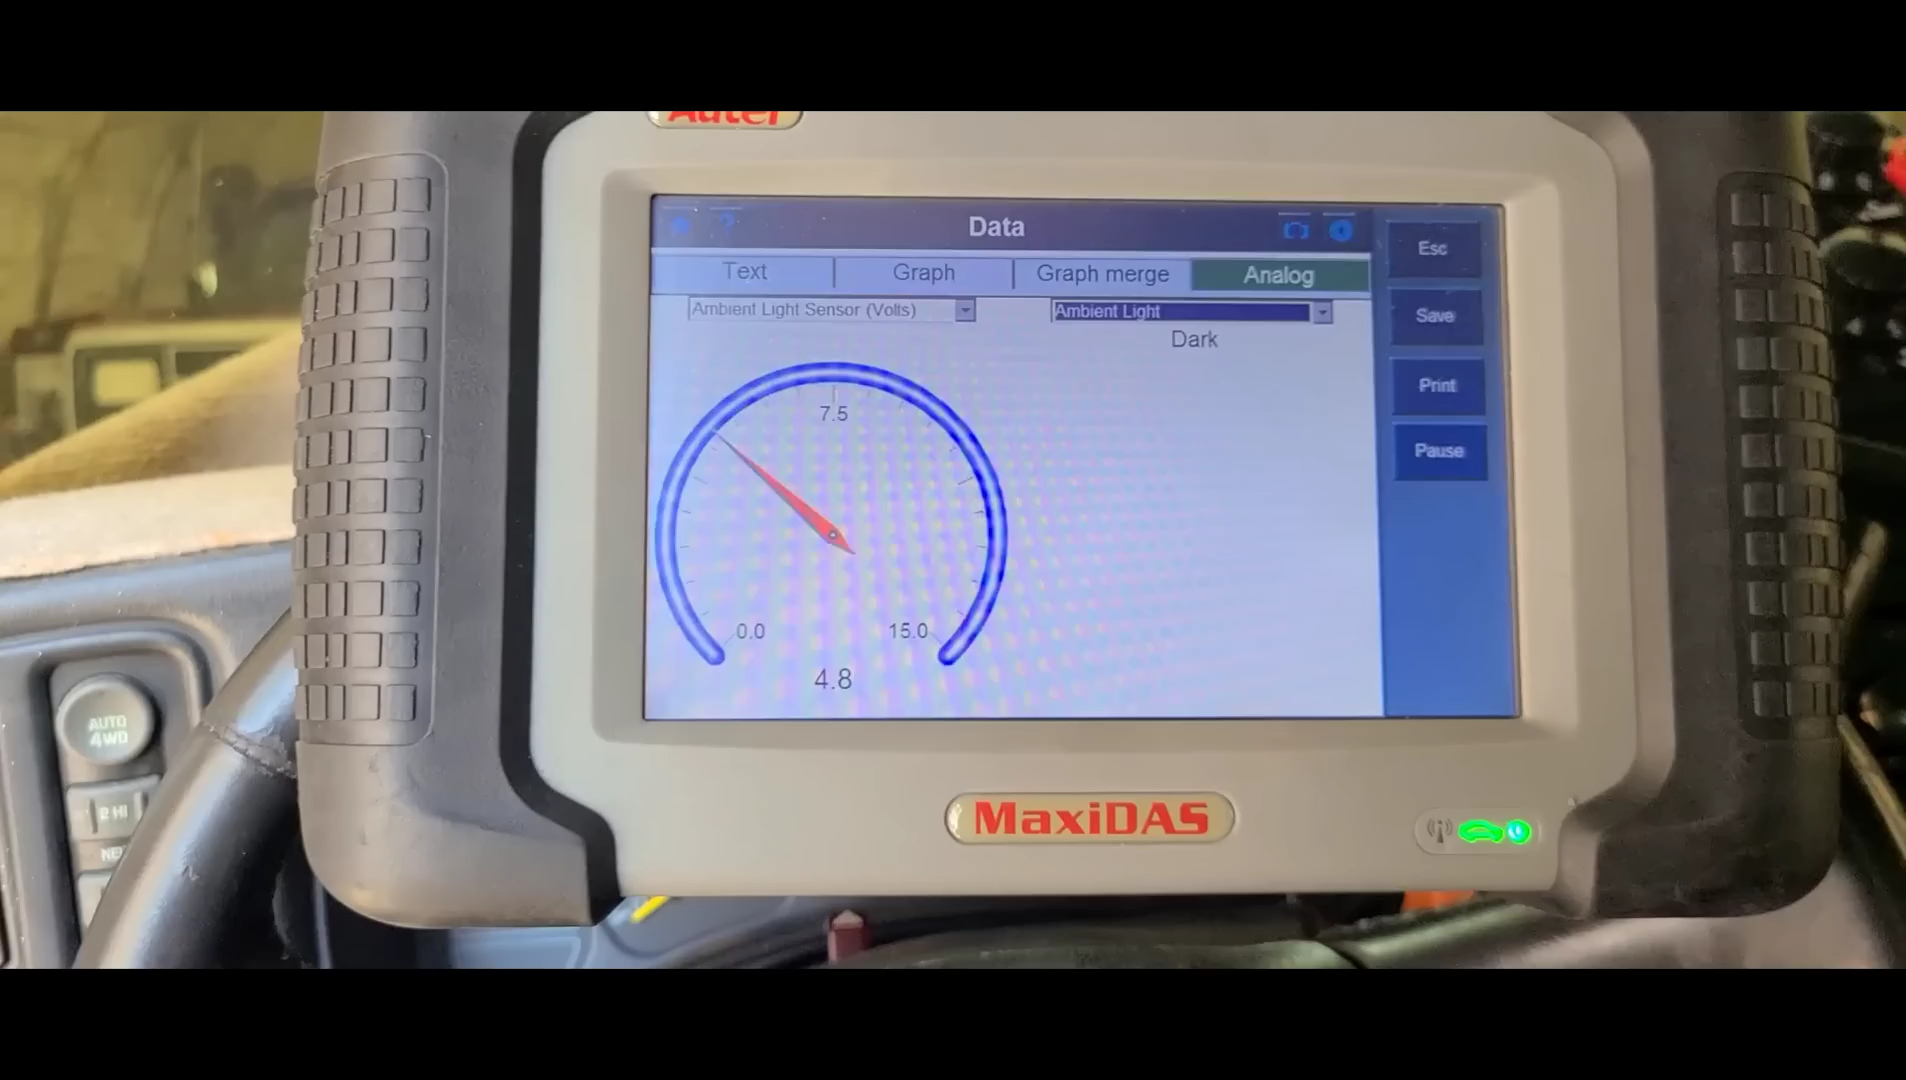 Autel
Data
Esc
Text Graph Graph merge Analog
Ambient Light Sensor (Volts) Ambient Light
Dark
Save
Print
Pause
7.5
0.0 15.0
4.8
MaxiDAS
AUTO
4WD
2 HI